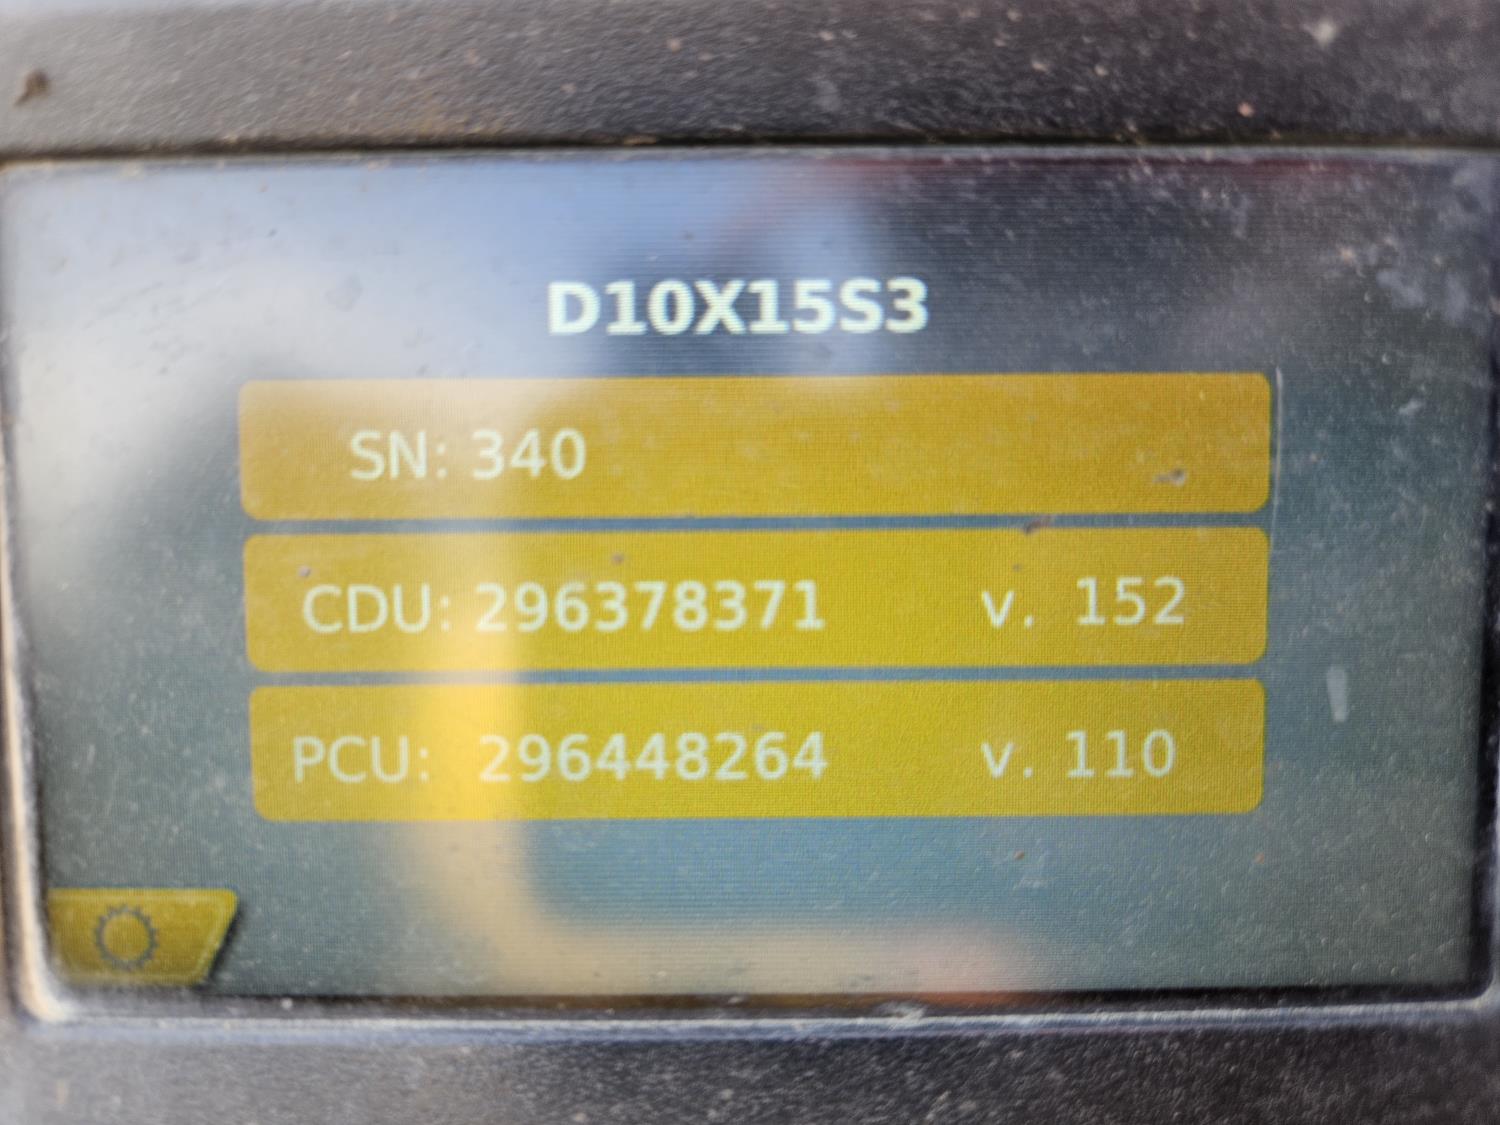 D10X15S3
SN: 340
CDU: 296378371 v. 152
PCU: 296448264 v. 110